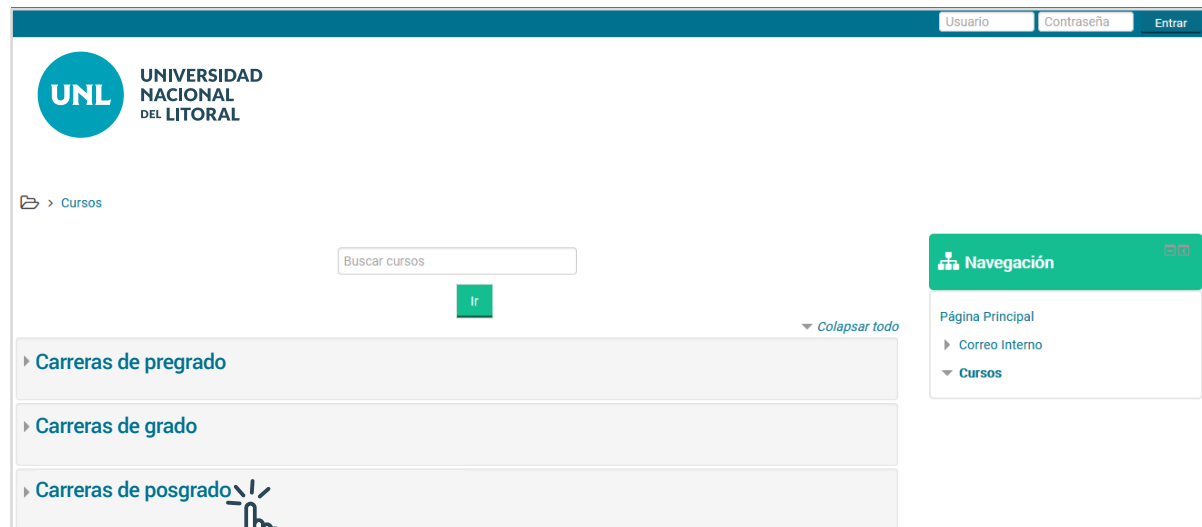 Usuario Contraseña Entrar
UNL
UNIVERSIDAD
NACIONAL
DEL LITORAL
> Cursos
Buscar cursos
Ir
Colapsar todo
Carreras de pregrado
Carreras de grado
Carreras de posgrado
Navegación
Página Principal
Correo Interno
Cursos